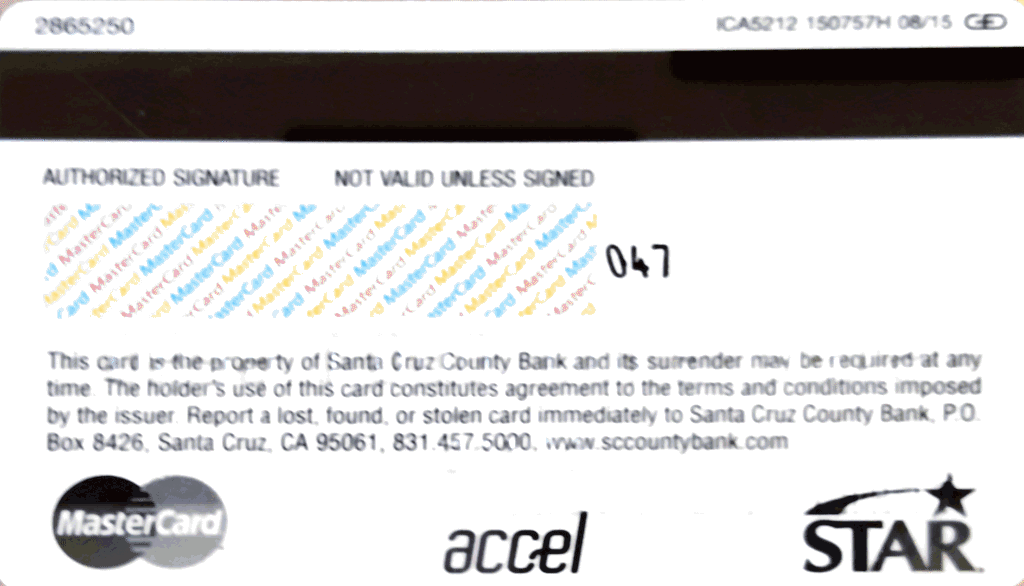 2865250
ICA5212 150757H 08/15 GD
AUTHORIZED SIGNATURE NOT VALID UNLESS SIGNED
MasterCard MasterCard MasterCard MasterCard
047
This card is the property of Santa Cruz County Bank and its surrender may be required at any
time. The holder's use of this card constitutes agreement to the terms and conditions imposed
by the issuer. Report a lost, found, or stolen card immediately to Santa Cruz County Bank, P.O.
Box 8426, Santa Cruz, CA 95061, 831.457.5000, www.sccountybank.com
MasterCard
accel
STAR